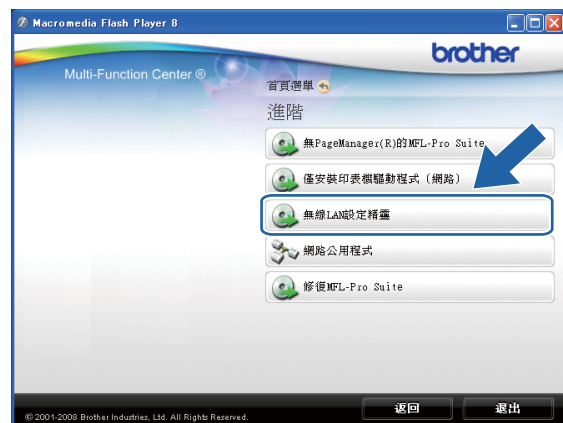 Macromedia Flash Player 8
brother
Multi-Function Center ®
首頁選單
進階
無PageManager(R)的MFL-Pro Suite
僅安裝印表機驅動程式（網路）
無線LAN設定精靈
網路公用程式
修復MFL-Pro Suite
© 2001-2008 Brother Industries, Ltd. All Rights Reserved.
返回
退出